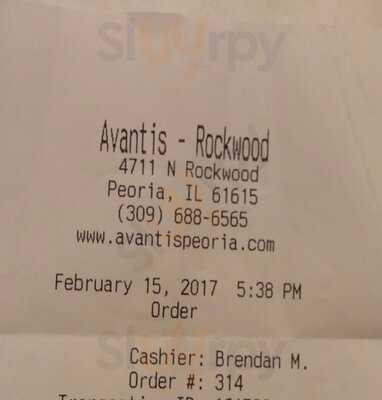 slurrpy
Avantis - Rockwood
4711 N Rockwood
Peoria, IL 61615
(309) 688-6565
www.avantispeoria.com
February 15, 2017 5:38 PM
Order
Cashier: Brendan M.
Order #: 314